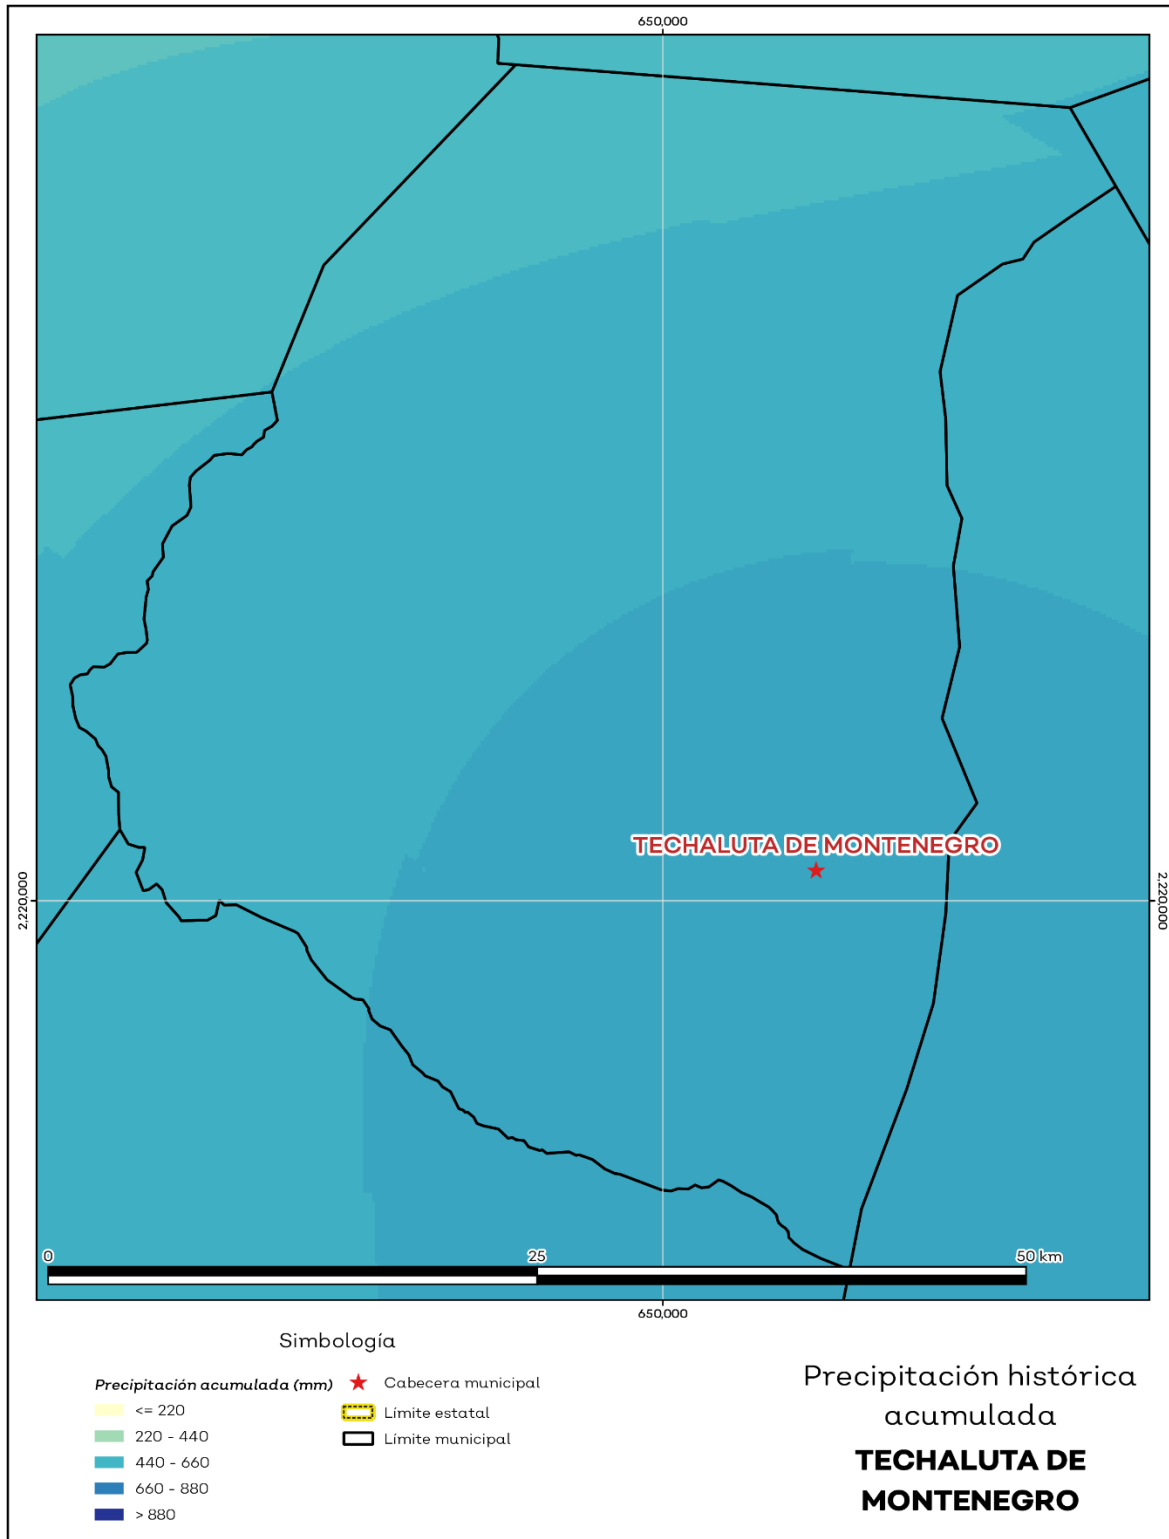 650,000
TECHALUTA DE MONTENEGRO
2,220,000
2,220,000
0
25
50 km
650,000
Simbología
Precipitación acumulada (mm)
<= 220
220 - 440
440 - 660
660 - 880
> 880
Cabecera municipal
Límite estatal
Límite municipal
Precipitación histórica
acumulada
TECHALUTA DE
MONTENEGRO